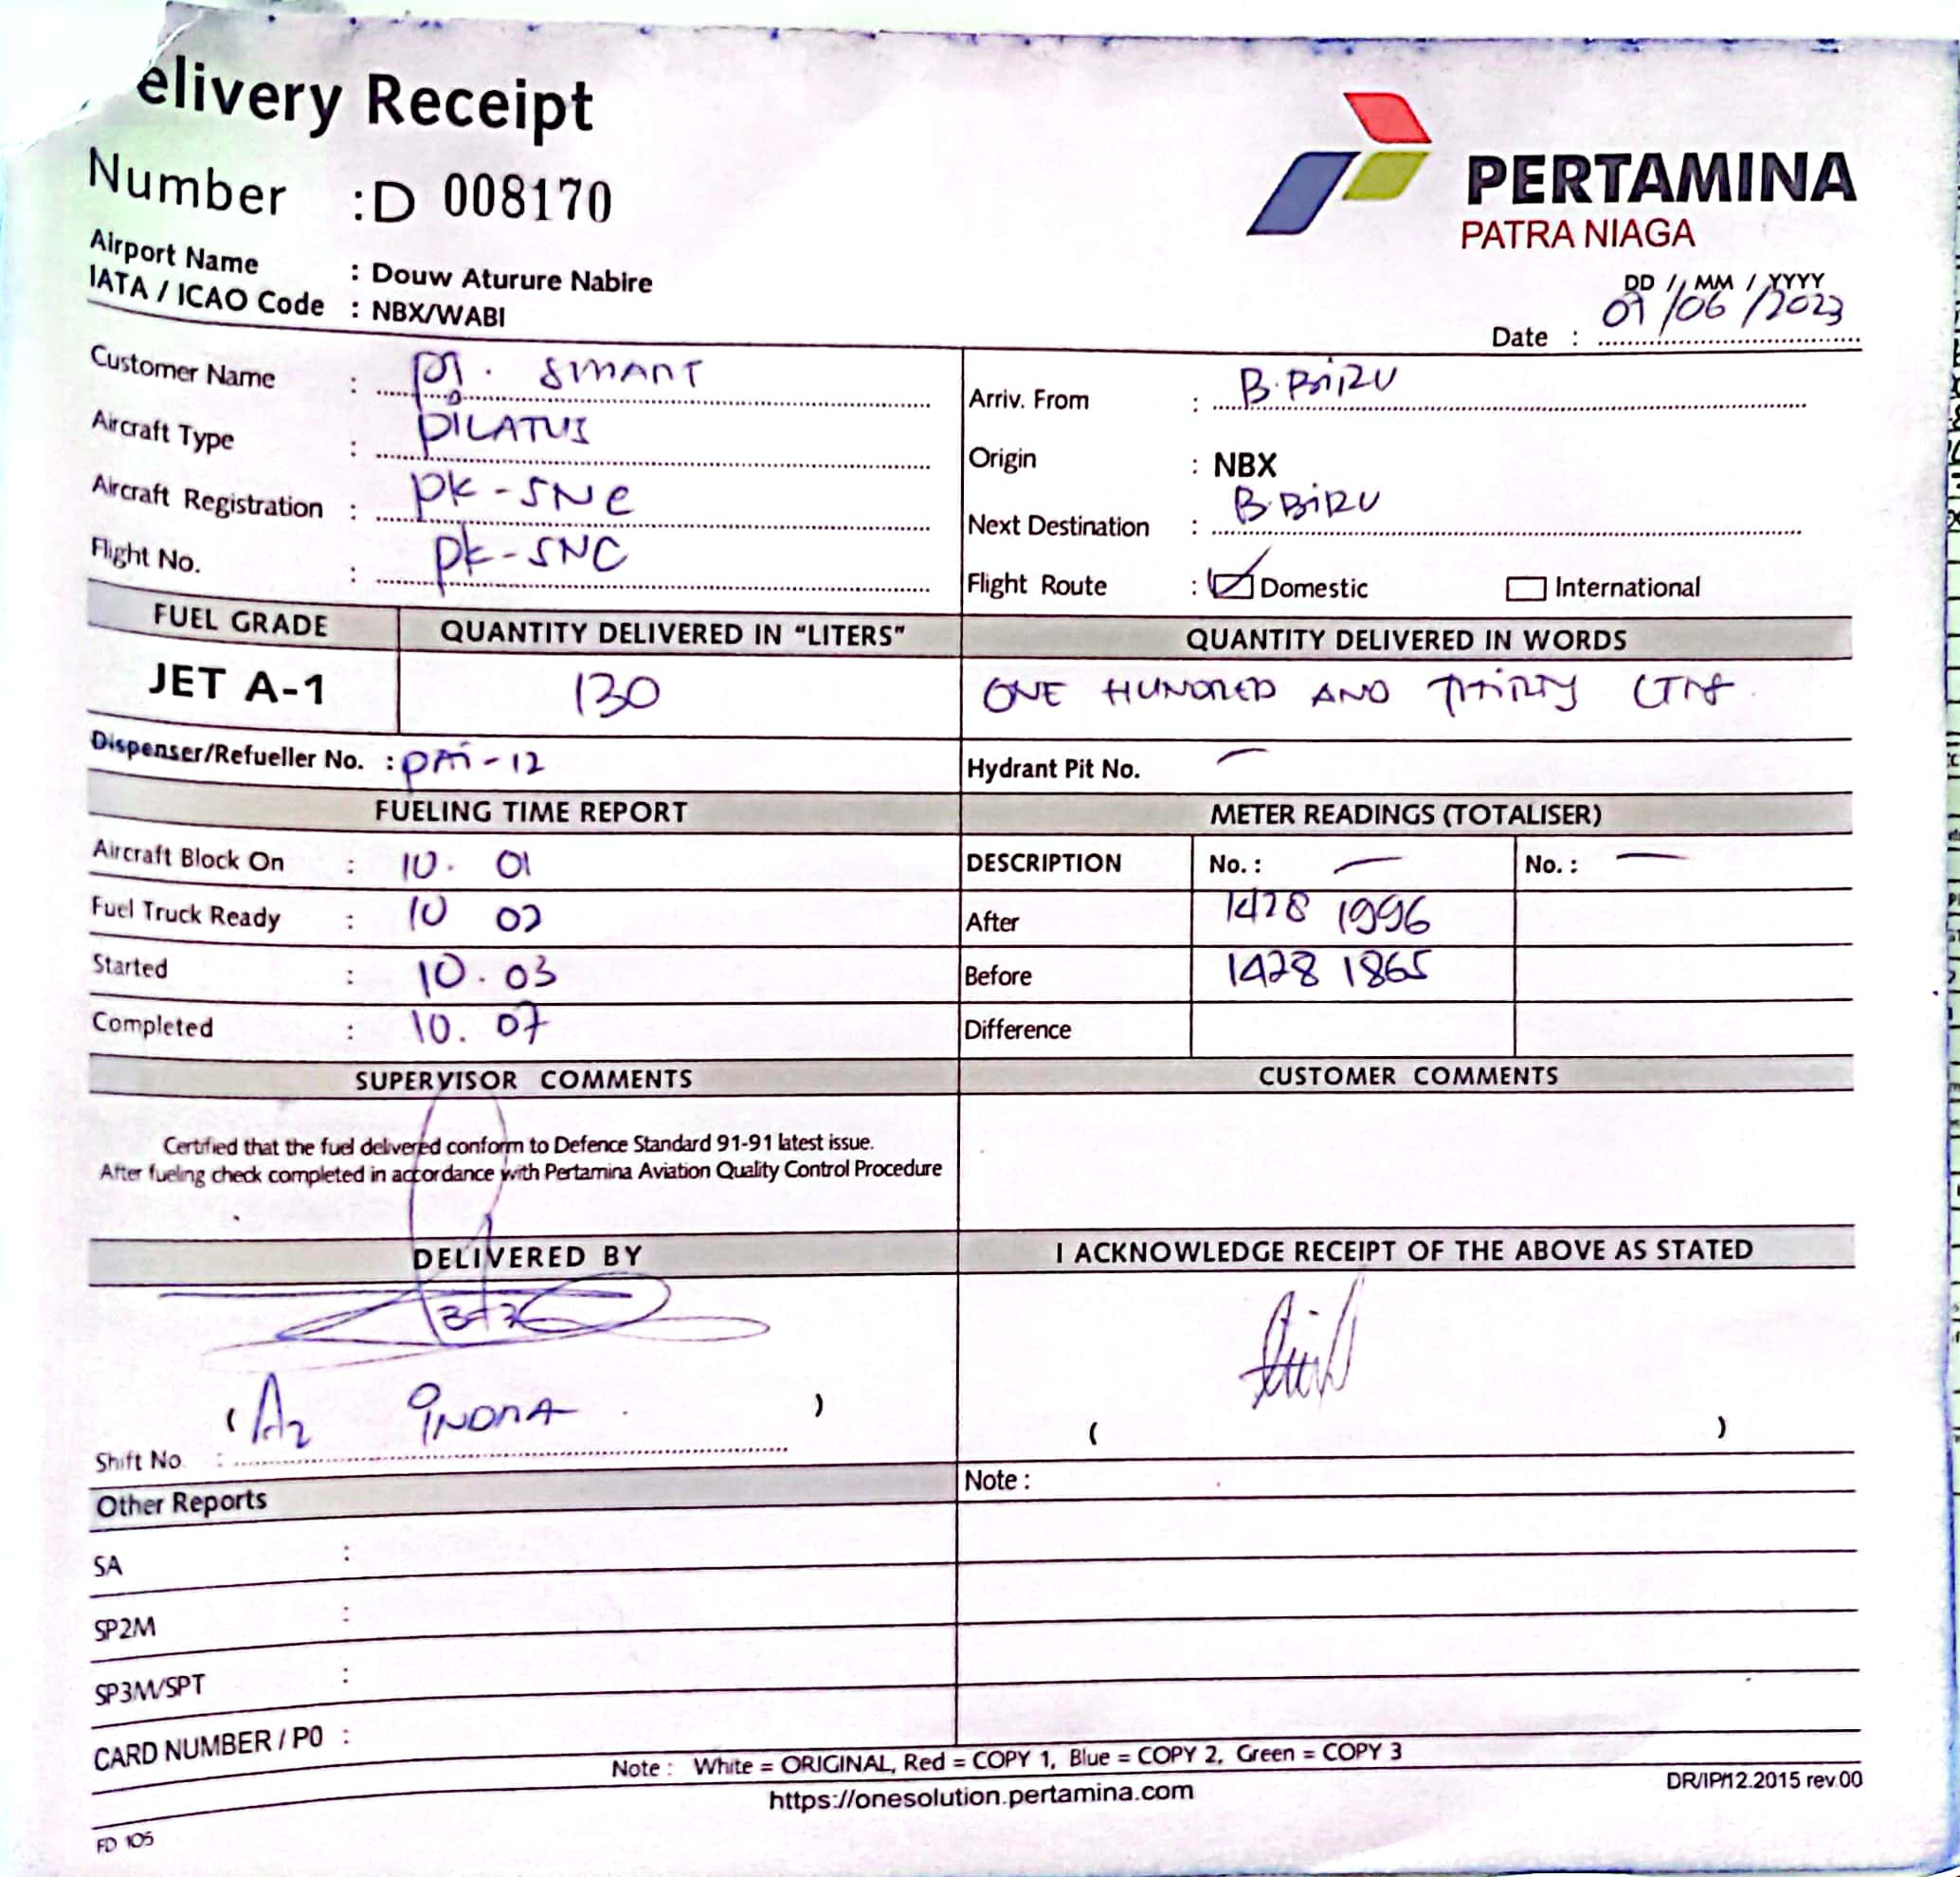 elivery Receipt
Number : D 008170
PERTAMINA
PATRA NIAGA
Airport Name : Douw Aturure Nabire
IATA / ICAO Code : NBX/WABI
DD / MM / YYYY
Date : 09/06/2023
Customer Name : PT. SMART
Aircraft Type : PILATUS
Aircraft Registration : PK-SNC
Flight No. : PK-SNC
Arriv. From : B.BIRU
Origin : NBX
Next Destination : B.BIRU
Flight Route : Domestic International
FUEL GRADE QUANTITY DELIVERED IN "LITERS" QUANTITY DELIVERED IN WORDS
JET A-1 130 ONE HUNDRED AND THIRTY LTRS
Dispenser/Refueller No. : -12 Hydrant Pit No. –
FUELING TIME REPORT METER READINGS (TOTALISER)
Aircraft Block On : 10. 01 DESCRIPTION No. : – No. : –
Fuel Truck Ready : 10 02 After 1428 1996
Started : 10. 03 Before 1428 1865
Completed : 10. 07 Difference
SUPERVISOR COMMENTS CUSTOMER COMMENTS
Certified that the fuel delivered conform to Defence Standard 91-91 latest issue.
After fueling check completed in accordance with Pertamina Aviation Quality Control Procedure
DELIVERED BY I ACKNOWLEDGE RECEIPT OF THE ABOVE AS STATED
( A2 INDRA ) ( )
Shift No. :
Note :
Other Reports
SA :
SP2M :
SP3M/SPT :
CARD NUMBER / PO :
Note : White = ORIGINAL, Red = COPY 1, Blue = COPY 2, Green = COPY 3
https://onesolution.pertamina.com
DR/IP/12.2015 rev.00
FD 105